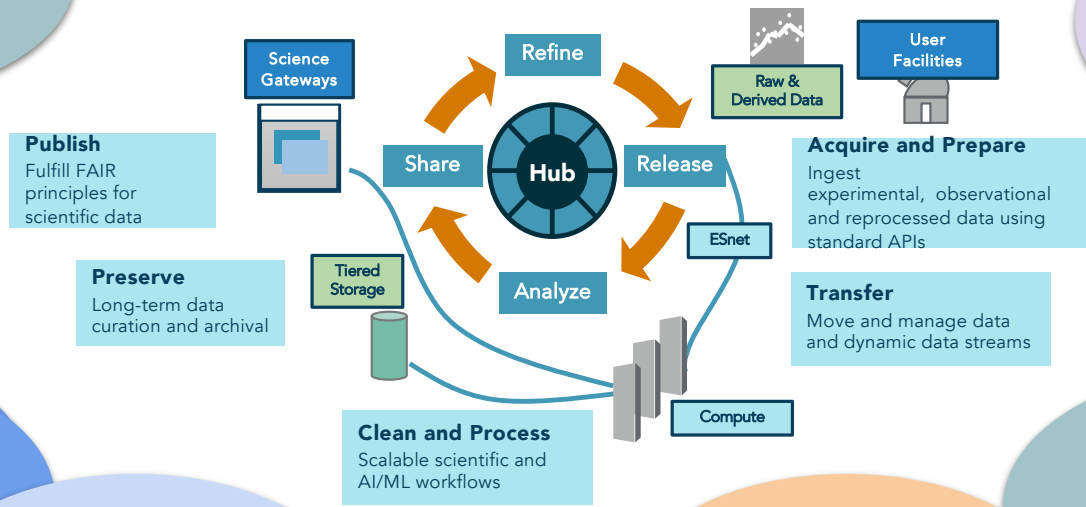 Refine
Science
Gateways
User
Facilities
Raw &
Derived Data
Publish
Fulfill FAIR
principles for
scientific data
Share
Hub
Release
Acquire and Prepare
Ingest
experimental, observational
and reprocessed data using
standard APIs
ESnet
Preserve
Long-term data
curation and archival
Tiered
Storage
Analyze
Transfer
Move and manage data
and dynamic data streams
Compute
Clean and Process
Scalable scientific and
AI/ML workflows